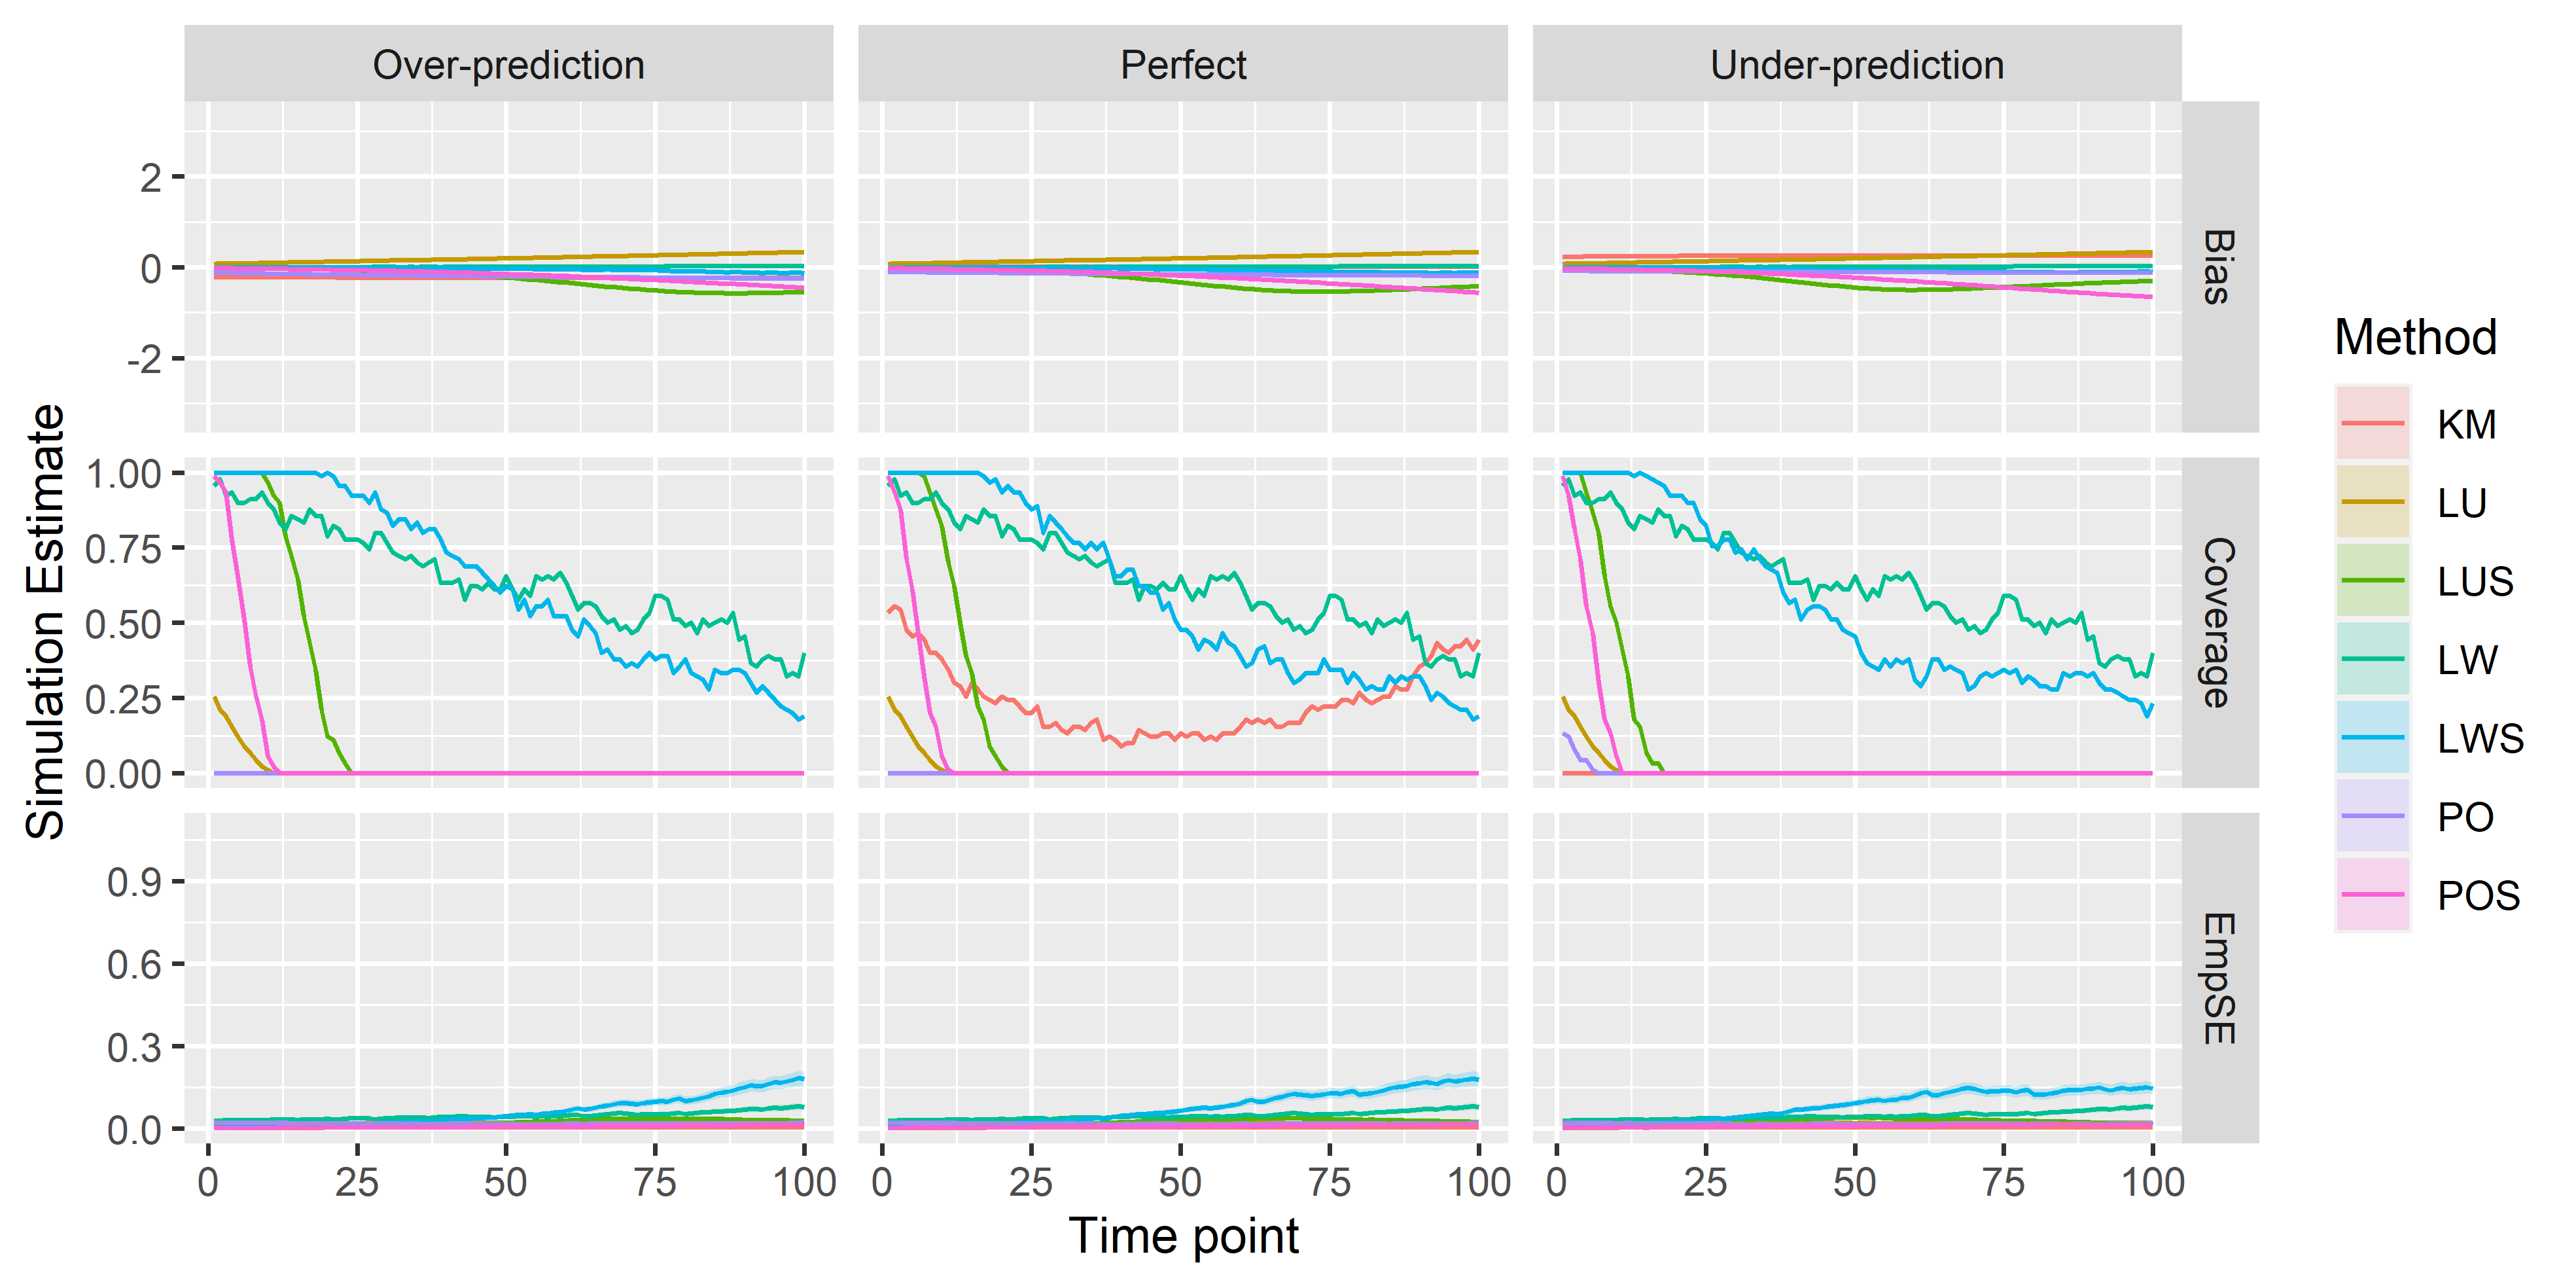 Over-prediction
Perfect
Under-prediction
Simulation Estimate
2
0
-2
Bias
1.00
0.75
0.50
0.25
0.00
Coverage
0.9
0.6
0.3
0.0
EmpSE
0 25 50 75 100
0 25 50 75 100
0 25 50 75 100
Time point
Method
KM
LU
LUS
LW
LWS
PO
POS